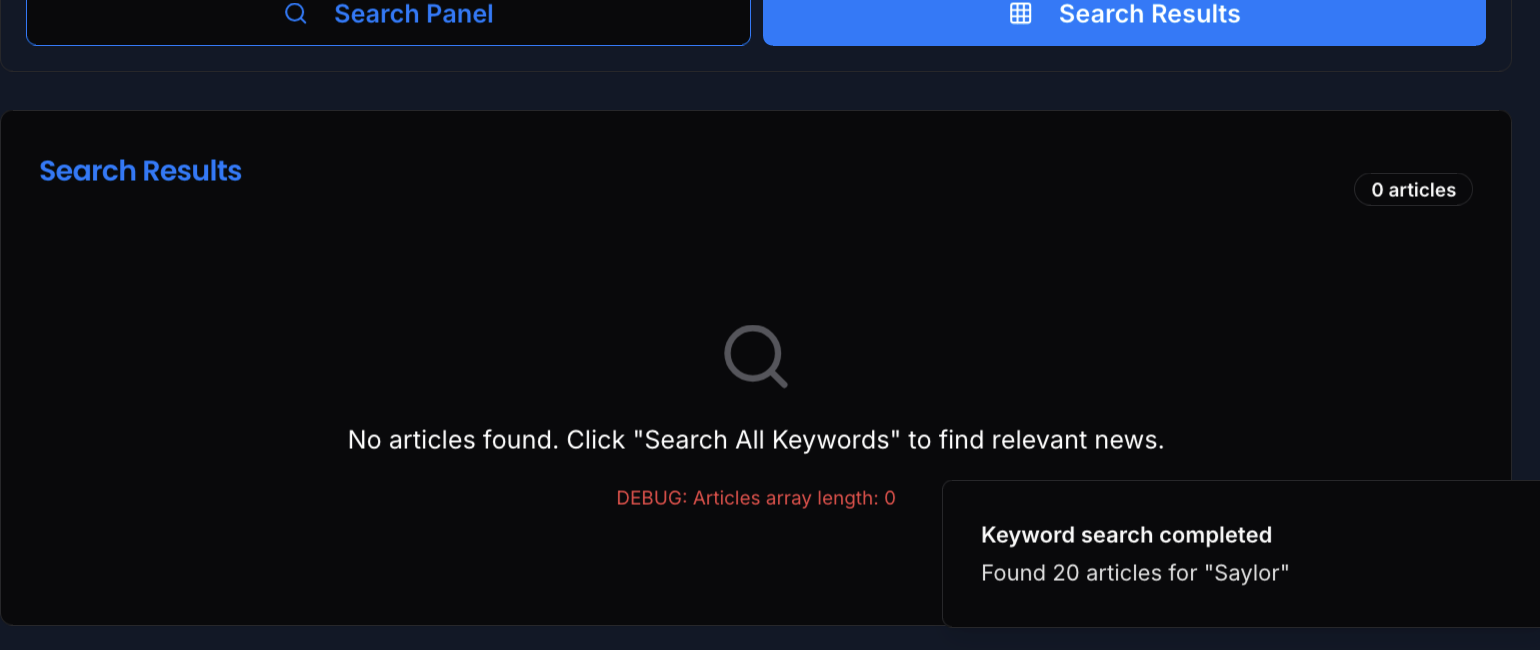 Search Panel
Search Results
Search Results
0 articles
No articles found. Click "Search All Keywords" to find relevant news.
DEBUG: Articles array length: 0
Keyword search completed
Found 20 articles for "Saylor"